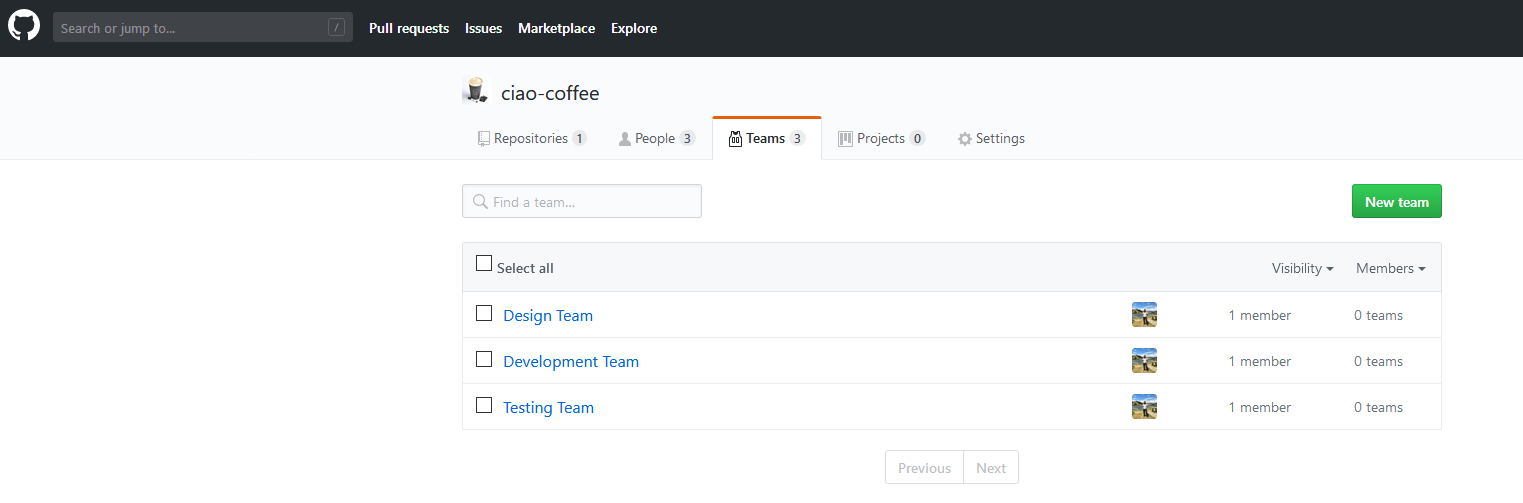 Search or jump to... / Pull requests Issues Marketplace Explore
ciao-coffee
Repositories 1 People 3 Teams 3 Projects 0 Settings
Find a team... New team
Select all Visibility Members
Design Team 1 member 0 teams
Development Team 1 member 0 teams
Testing Team 1 member 0 teams
Previous Next